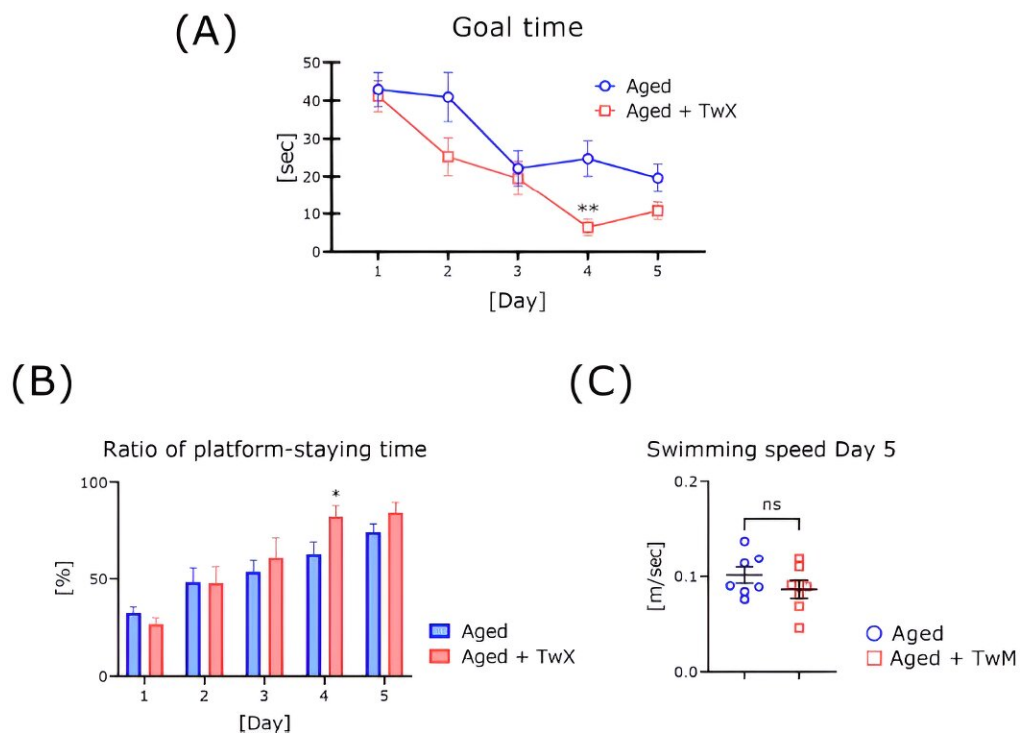 (A)
Goal time
50
40
30
20
10
0
[sec]
Aged
Aged + TwX
**
1 2 3 4 5
[Day]
(B)
Ratio of platform-staying time
100
50
0
[%]
*
1 2 3 4 5
[Day]
Aged
Aged + TwX
(C)
Swimming speed Day 5
0.2
0.1
0.0
[m/sec]
ns
Aged
Aged + TwM